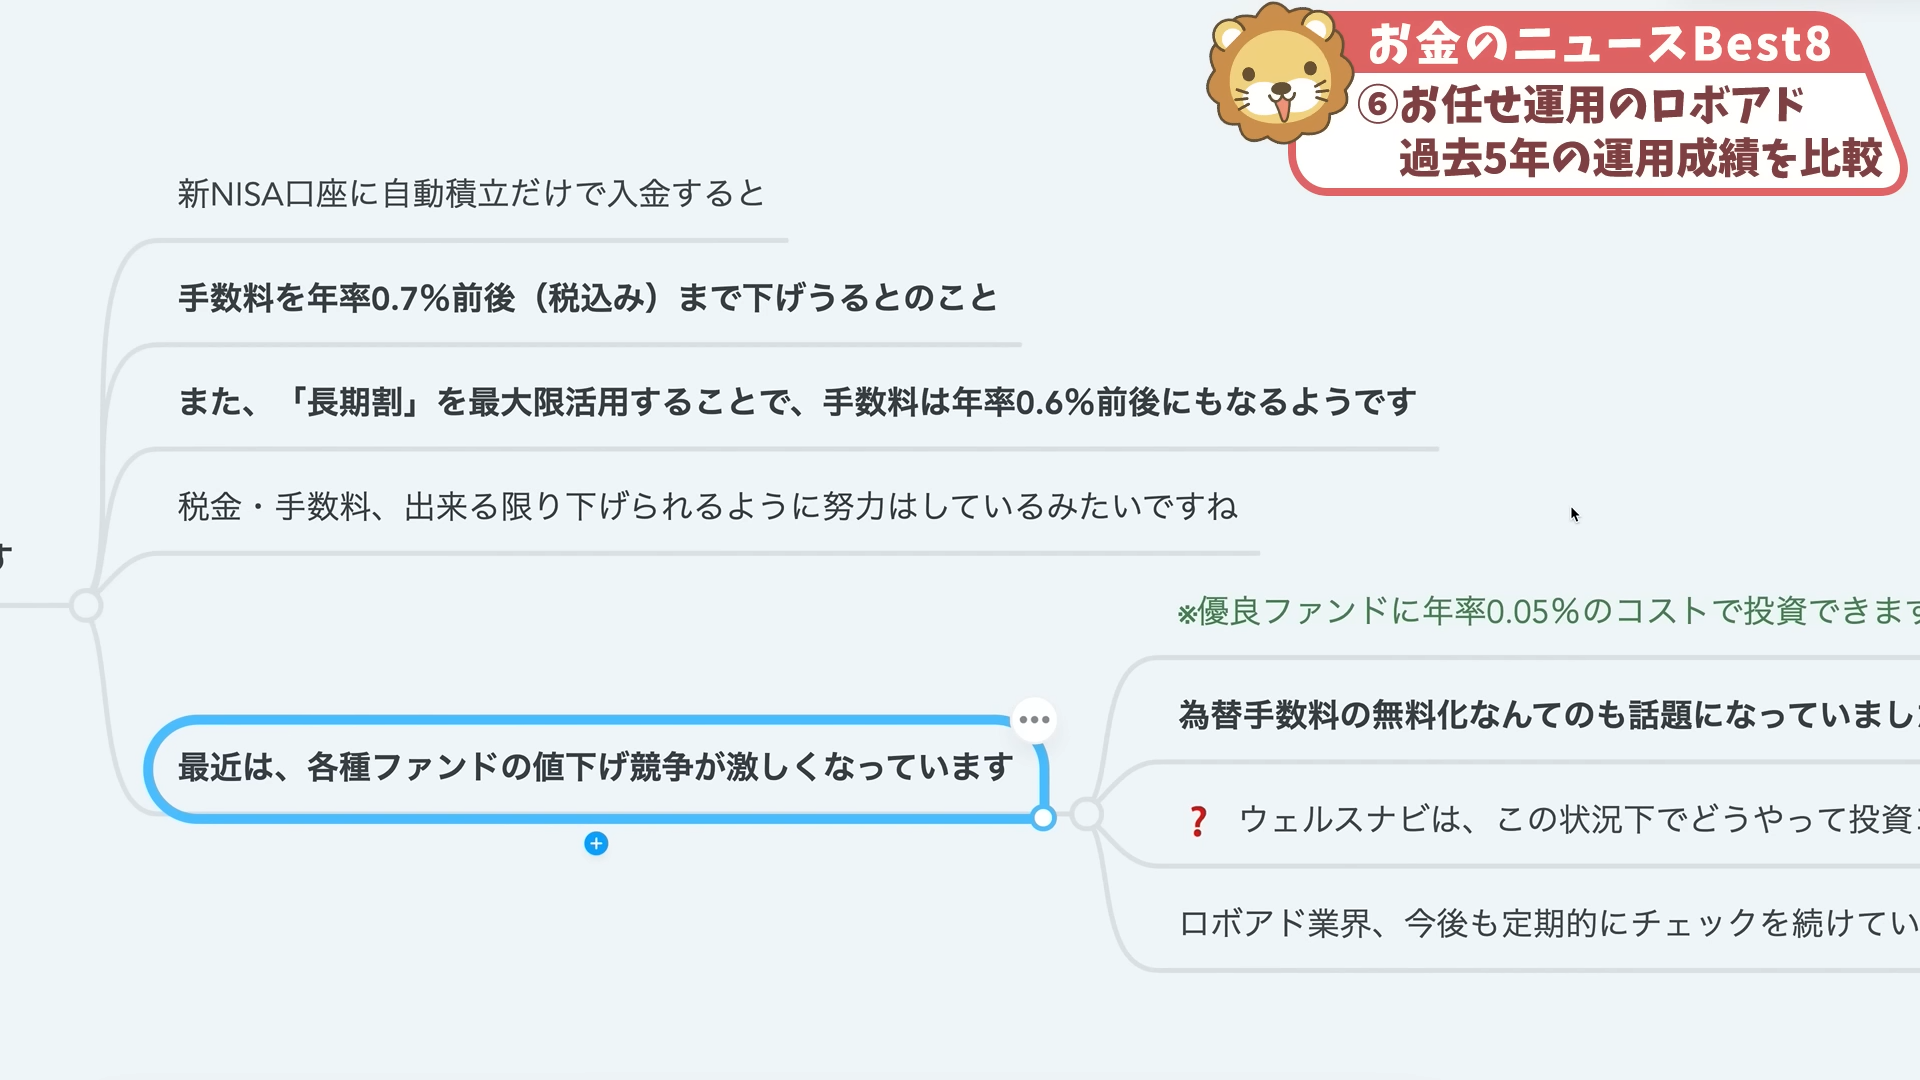 お金のニュースBest8
⑥お任せ運用のロボアド
過去5年の運用成績を比較
新NISA口座に自動積立だけで入金すると
手数料を年率0.7%前後（税込み）まで下げうるとのこと
また、「長期割」を最大限活用することで、手数料は年率0.6%前後にもなるようです
税金・手数料、出来る限り下げられるように努力はしているみたいですね
す
※優良ファンドに年率0.05%のコストで投資できます
為替手数料の無料化なんてのも話題になっていまし
最近は、各種ファンドの値下げ競争が激しくなっています
❓ ウェルスナビは、この状況下でどうやって投資
ロボアド業界、今後も定期的にチェックを続けてい